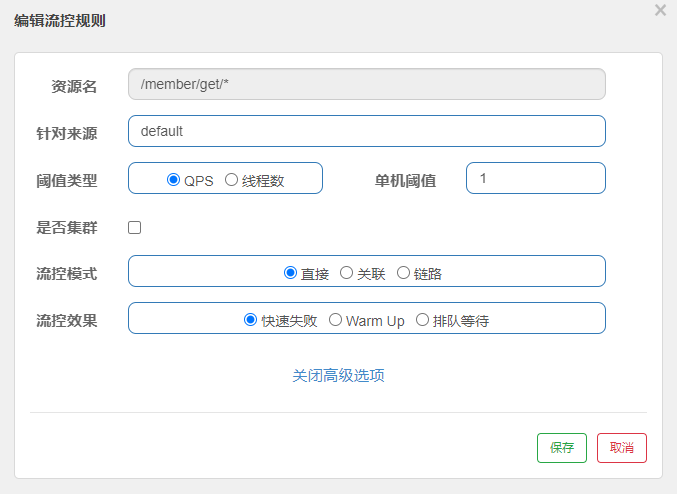 编辑流控规则
×
资源名 /member/get/*
针对来源 default
阈值类型 QPS 线程数 单机阈值 1
是否集群
流控模式 直接 关联 链路
流控效果 快速失败 Warm Up 排队等待
关闭高级选项
保存 取消